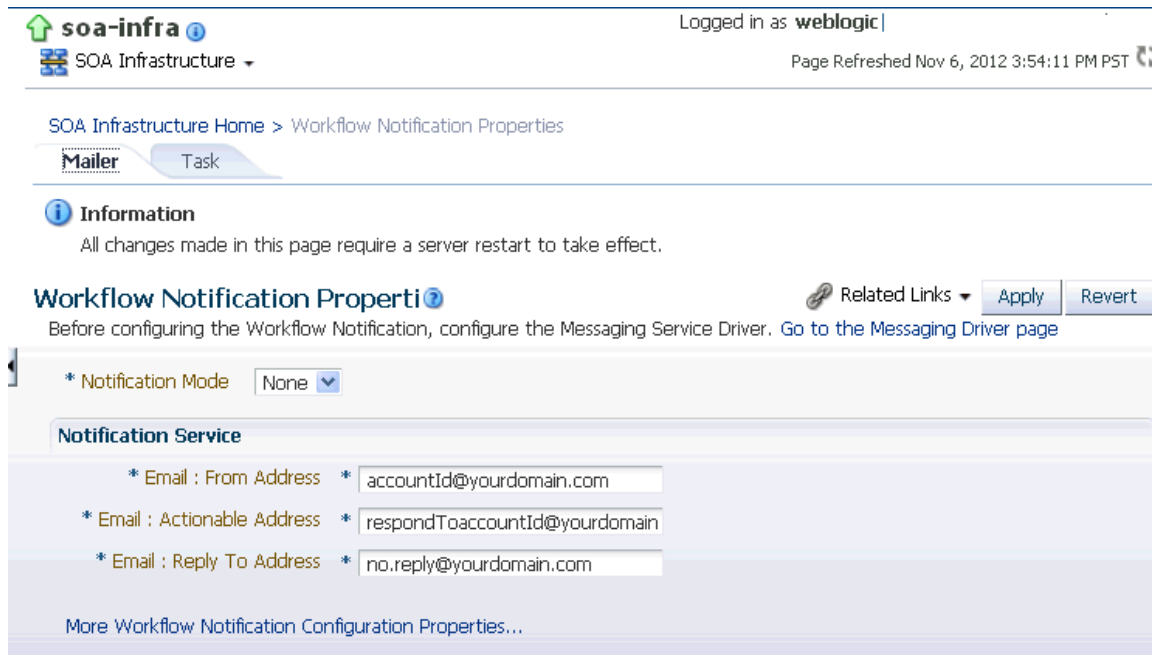 soa-infra
Logged in as weblogic
SOA Infrastructure
Page Refreshed Nov 6, 2012 3:54:11 PM PST
SOA Infrastructure Home > Workflow Notification Properties
Mailer Task
Information
All changes made in this page require a server restart to take effect.
Workflow Notification Properti
Related Links Apply Revert
Before configuring the Workflow Notification, configure the Messaging Service Driver. Go to the Messaging Driver page
* Notification Mode None
Notification Service
* Email : From Address * accountId@yourdomain.com
* Email : Actionable Address * respondToaccountId@yourdomain
* Email : Reply To Address * no.reply@yourdomain.com
More Workflow Notification Configuration Properties...